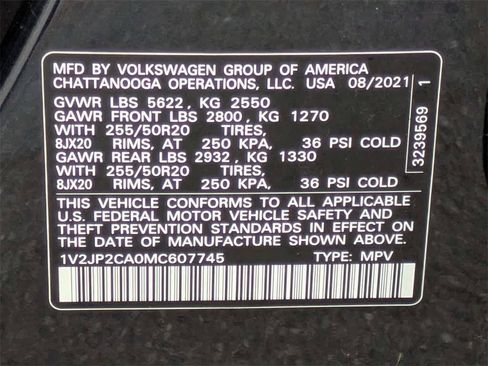 MFD BY VOLKSWAGEN GROUP OF AMERICA
CHATTANOOGA OPERATIONS, LLC. USA 08/2021
GVWR LBS 5622, KG 2550
GAWR FRONT LBS 2800, KG 1270
WITH 255/50R20 TIRES,
8JX20 RIMS, AT 250 KPA, 36 PSI COLD
GAWR REAR LBS 2932, KG 1330
WITH 255/50R20 TIRES,
8JX20 RIMS, AT 250 KPA, 36 PSI COLD
THIS VEHICLE CONFORMS TO ALL APPLICABLE
U.S. FEDERAL MOTOR VEHICLE SAFETY AND
THEFT PREVENTION STANDARDS IN EFFECT ON
THE DATE OF MANUFACTURE SHOWN ABOVE.
1V2JP2CA0MC607745 TYPE: MPV
3239569 1